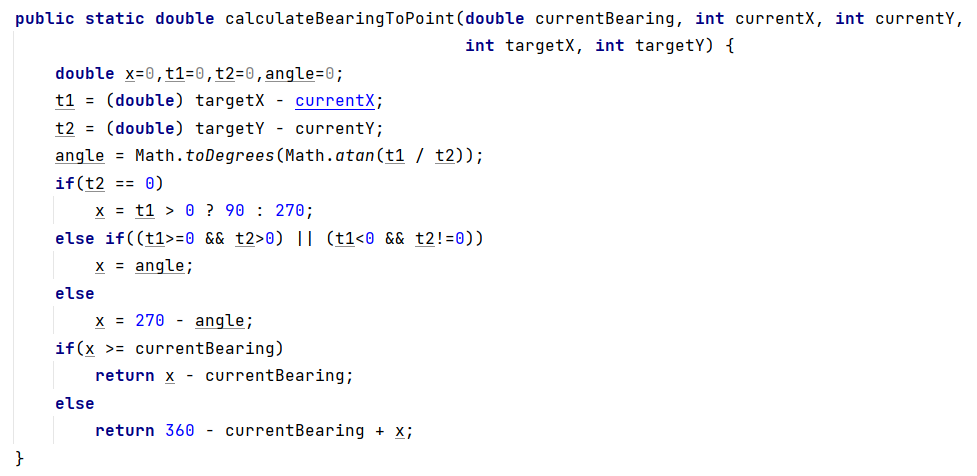 public static double calculateBearingToPoint(double currentBearing, int currentX, int currentY,
                                             int targetX, int targetY) {
    double x=0,t1=0,t2=0,angle=0;
    t1 = (double) targetX - currentX;
    t2 = (double) targetY - currentY;
    angle = Math.toDegrees(Math.atan(t1 / t2));
    if(t2 == 0)
        x = t1 > 0 ? 90 : 270;
    else if((t1>=0 && t2>0) || (t1<0 && t2!=0))
        x = angle;
    else
        x = 270 - angle;
    if(x >= currentBearing)
        return x - currentBearing;
    else
        return 360 - currentBearing + x;
}